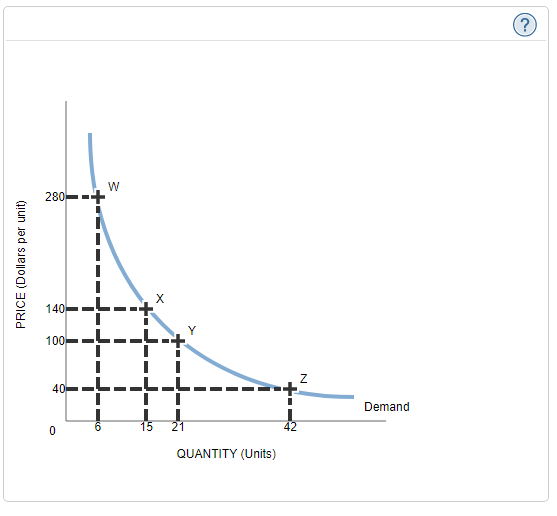 ?
W
280
X
140
Y
100
Z
40
Demand
0
6 15 21 42
QUANTITY (Units)
PRICE (Dollars per unit)